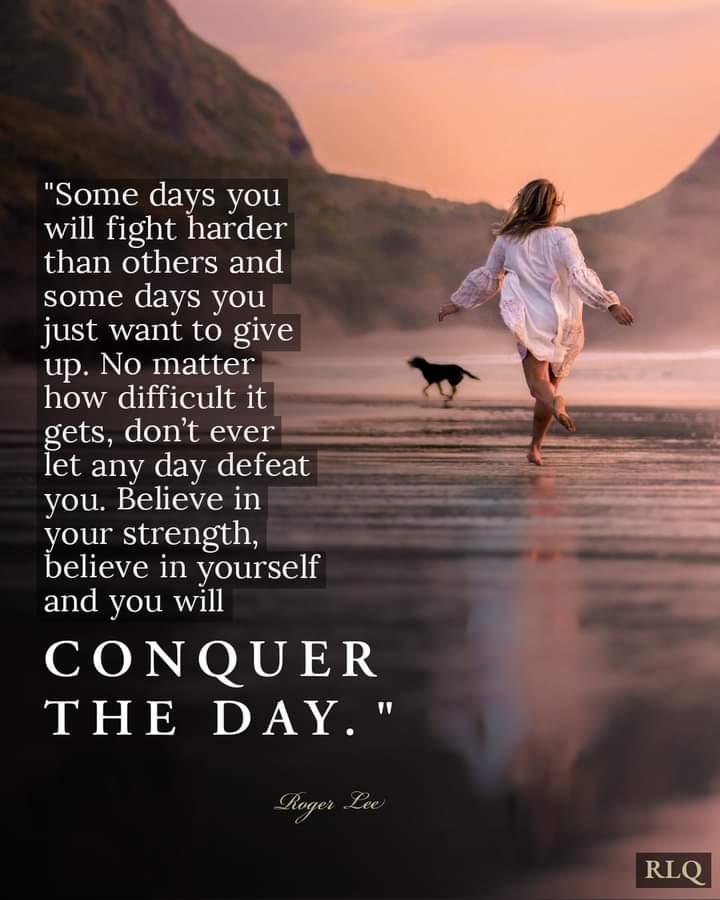 "Some days you
will fight harder
than others and
some days you
just want to give
up. No matter
how difficult it
gets, don’t ever
let any day defeat
you. Believe in
your strength,
believe in yourself
and you will
CONQUER
THE DAY. "
Roger Lee
RLQ